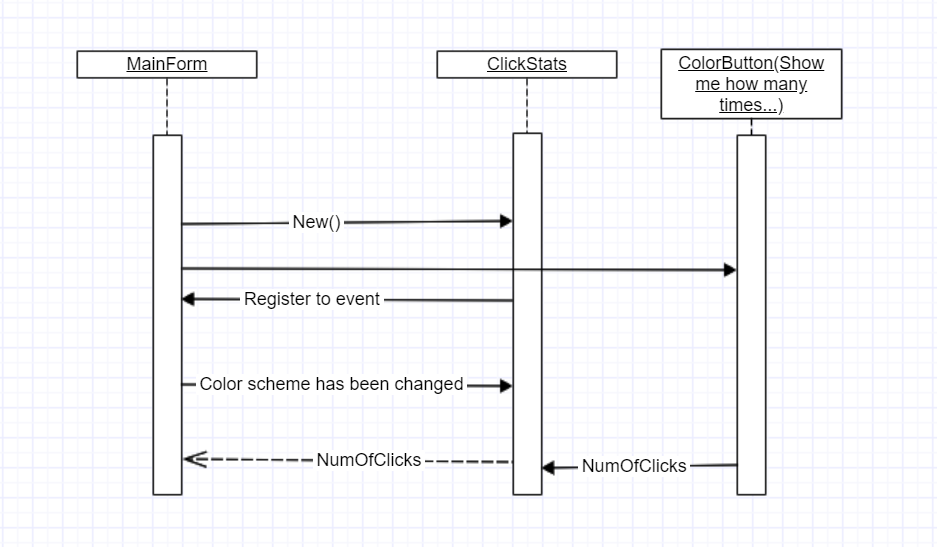 MainForm
ClickStats
ColorButton(Show
me how many
times...)
New()
Register to event
Color scheme has been changed
NumOfClicks
NumOfClicks